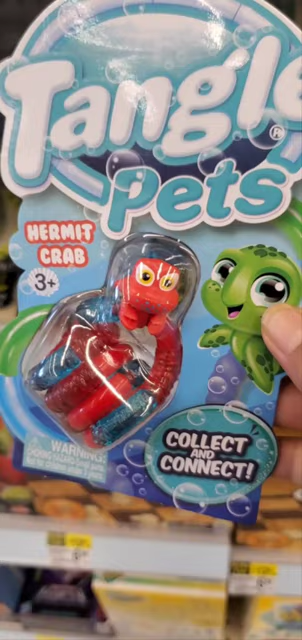 Tangle®
Pets
HERMIT
CRAB
3+
WARNING:
COLLECT
AND
CONNECT!